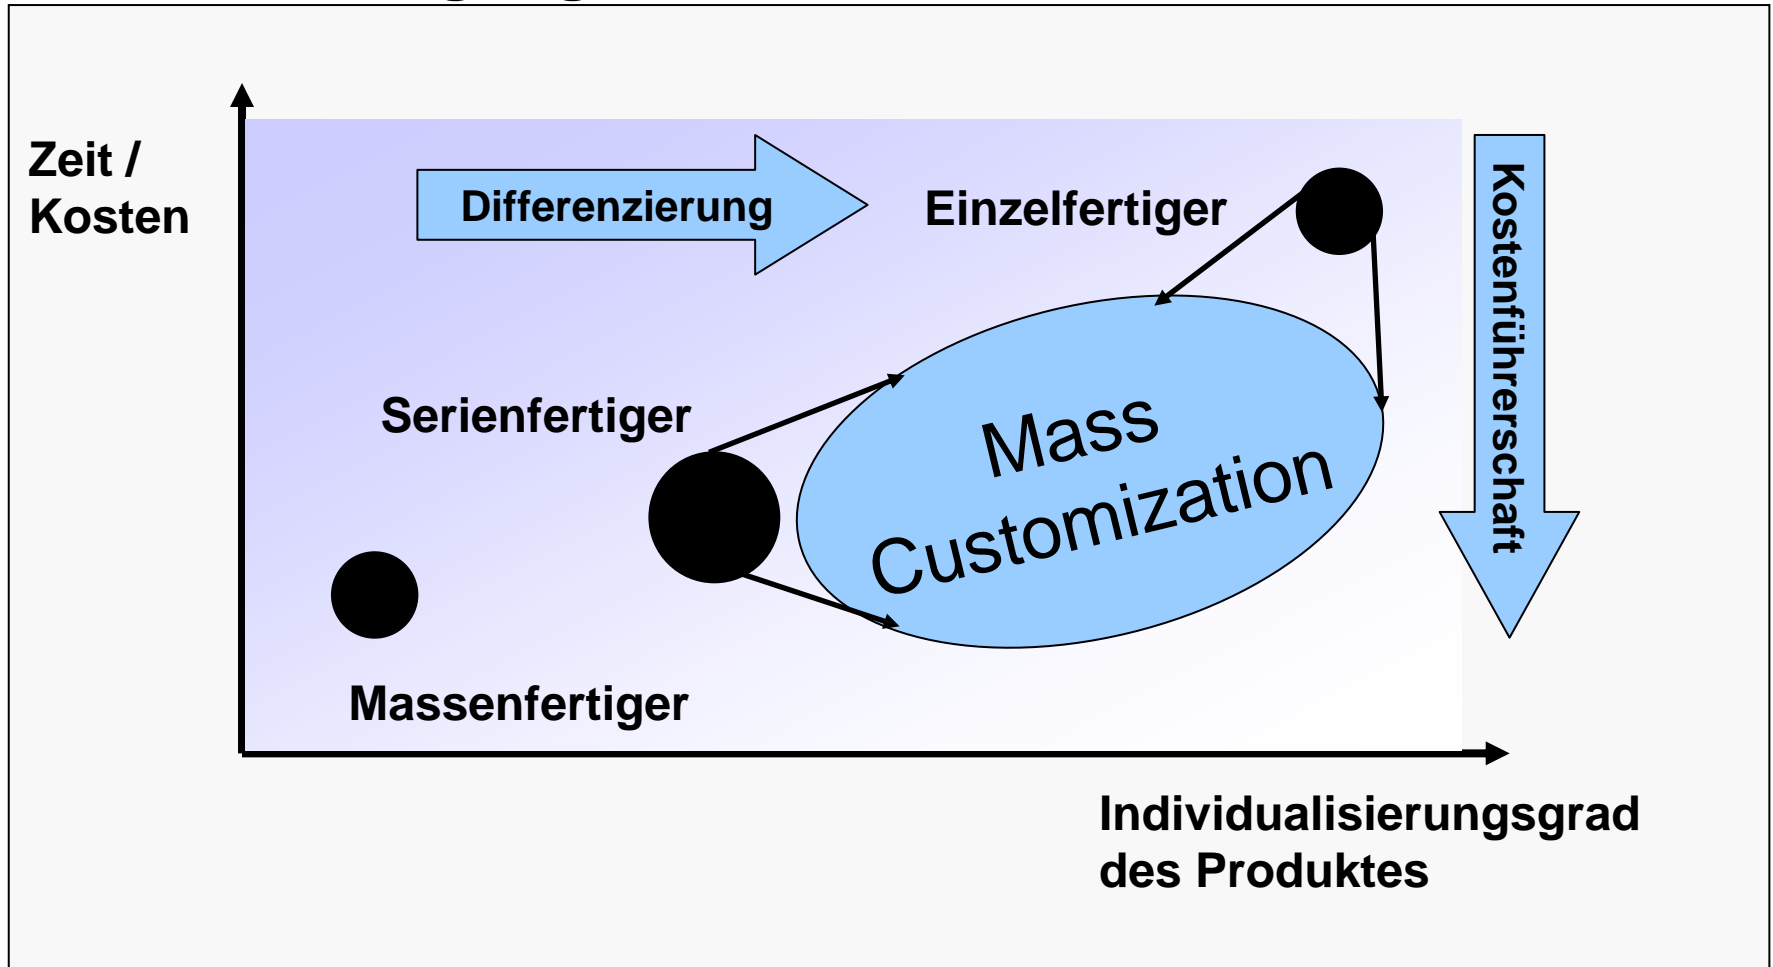 Zeit /
Kosten
Differenzierung
Einzelfertiger
Kostenführerschaft
Serienfertiger
Mass
Customization
Massenfertiger
Individualisierungsgrad
des Produktes